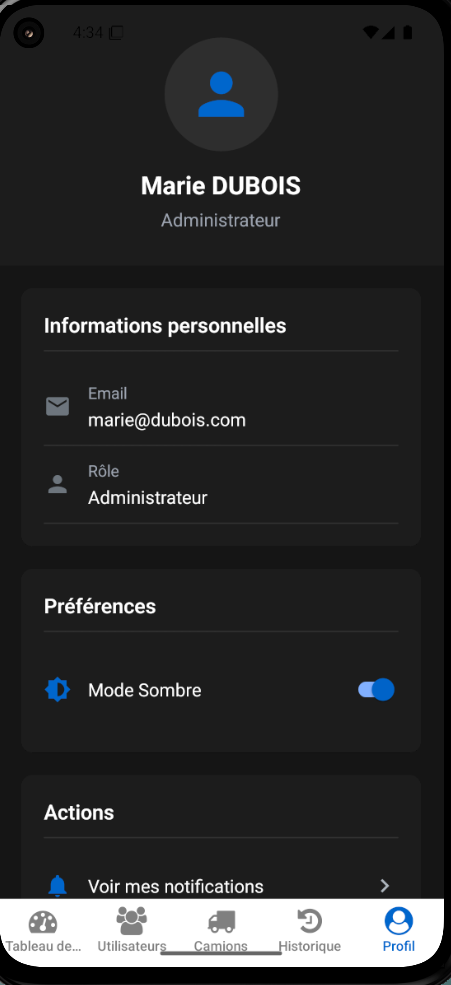 4:34
Marie DUBOIS
Administrateur
Informations personnelles
Email
marie@dubois.com
Rôle
Administrateur
Préférences
Mode Sombre
Actions
Voir mes notifications
Tableau de...
Utilisateurs
Camions
Historique
Profil